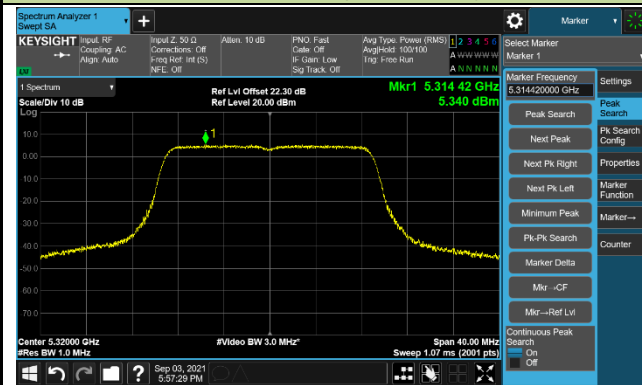 Spectrum Analyzer 1
Swept SA
+
Marker
KEYSIGHT
Input: RF
Coupling: AC
Align: Auto
Input Z: 50 Ω
Corrections: Off
Freq Ref: Int (S)
NFE: Off
Atten: 10 dB
PNO: Fast
Gate: Off
IF Gain: Low
Sig Track: Off
Avg Type: Power (RMS)
Avg|Hold: 100/100
Trig: Free Run
1 2 3 4 5 6
A W W W W W
A N N N N N
Select Marker
Marker 1
1 Spectrum
Scale/Div 10 dB
Log
Ref Lvl Offset 22.30 dB
Ref Level 20.00 dBm
Mkr1 5.314 42 GHz
5.340 dBm
1
10.0
0.00
-10.0
-20.0
-30.0
-40.0
-50.0
-60.0
-70.0
Center 5.32000 GHz
#Res BW 1.0 MHz
#Video BW 3.0 MHz*
Span 40.00 MHz
Sweep 1.07 ms (2001 pts)
Marker Frequency
5.314420000 GHz
Peak Search
Next Peak
Next Pk Right
Next Pk Left
Minimum Peak
Pk-Pk Search
Marker Delta
Mkr→CF
Mkr→Ref Lvl
Continuous Peak
Search
On
Off
Settings
Peak
Search
Pk Search
Config
Properties
Marker
Function
Marker→
Counter
?
Sep 03, 2021
5:57:29 PM